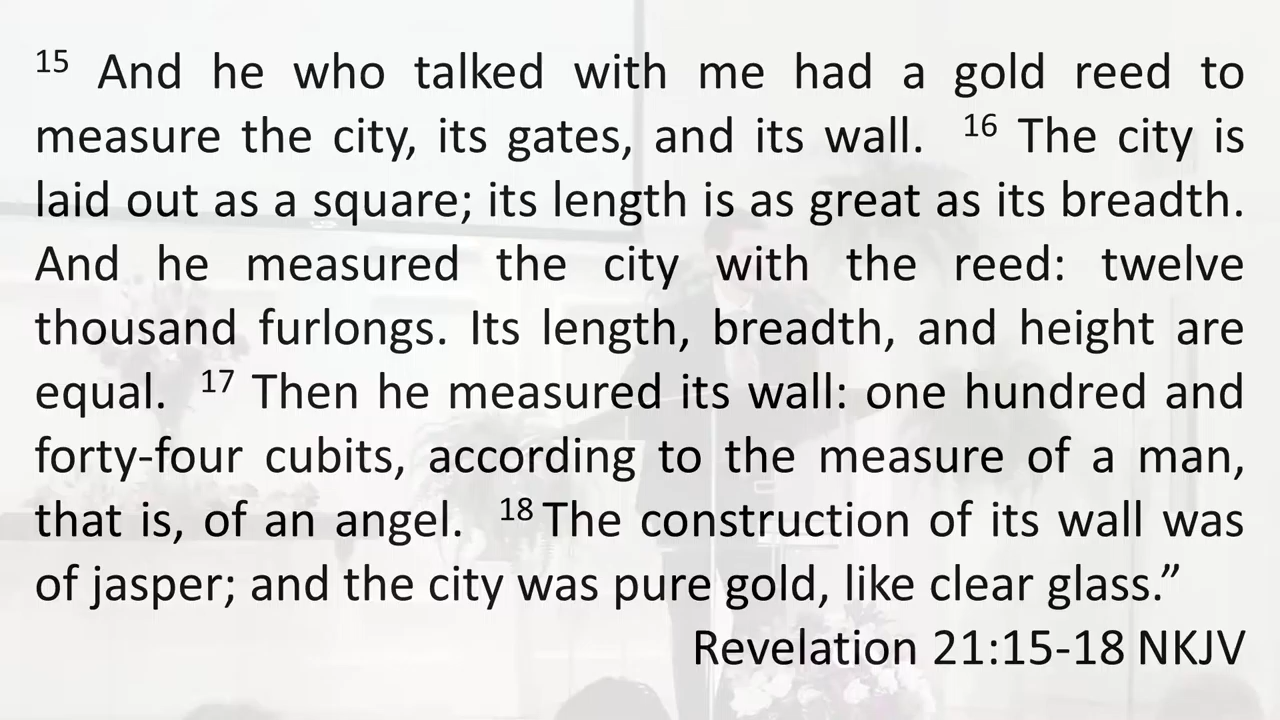 15 And he who talked with me had a gold reed to
measure the city, its gates, and its wall. 16 The city is
laid out as a square; its length is as great as its breadth.
And he measured the city with the reed: twelve
thousand furlongs. Its length, breadth, and height are
equal. 17 Then he measured its wall: one hundred and
forty-four cubits, according to the measure of a man,
that is, of an angel. 18 The construction of its wall was
of jasper; and the city was pure gold, like clear glass.”
Revelation 21:15-18 NKJV